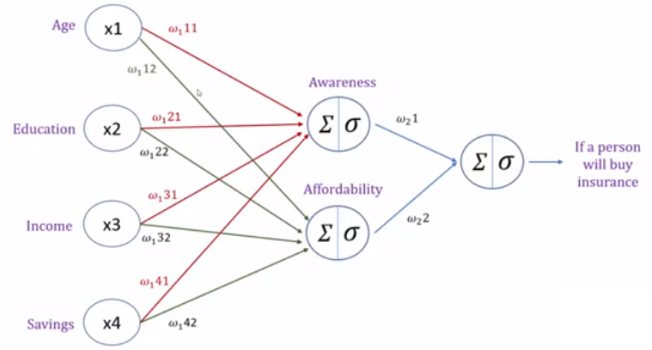 Age
x1
ω₁11
ω₁12
Awareness
Σ σ
ω₂1
Education
x2
ω₁21
ω₁22
Σ σ
If a person
will buy
insurance
Affordability
Income
x3
ω₁31
ω₁32
Σ σ
ω₂2
ω₁41
Savings
x4
ω₁42